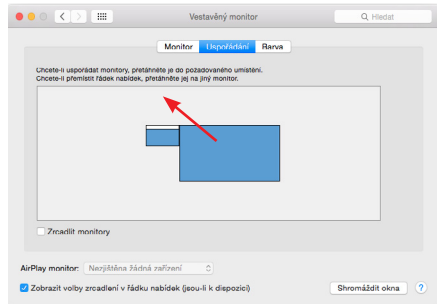 Vestavěný monitor
Hledat
Monitor Uspořádání Barva
Chcete-li uspořádat monitory, přetáhněte je do požadovaného umístění.
Chcete-li přemístit řádek nabídek, přetáhněte jej na jiný monitor.
Zrcadlit monitory
AirPlay monitor: Nezjištěna žádná zařízení
Zobrazit volby zrcadlení v řádku nabídek (jsou-li k dispozici)
Shromáždit okna ?